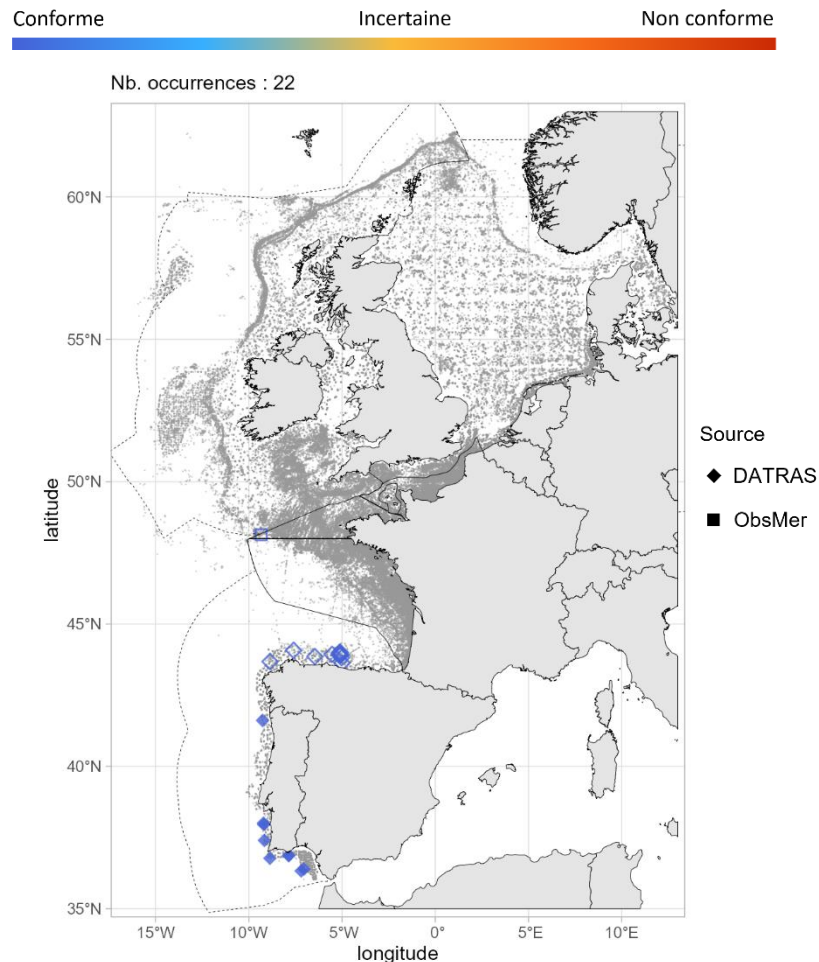 Conforme Incertaine Non conforme
Nb. occurrences : 22
60°N
55°N
50°N
45°N
40°N
35°N
latitude
15°W 10°W 5°W 0° 5°E 10°E
longitude
Source
DATRAS
ObsMer